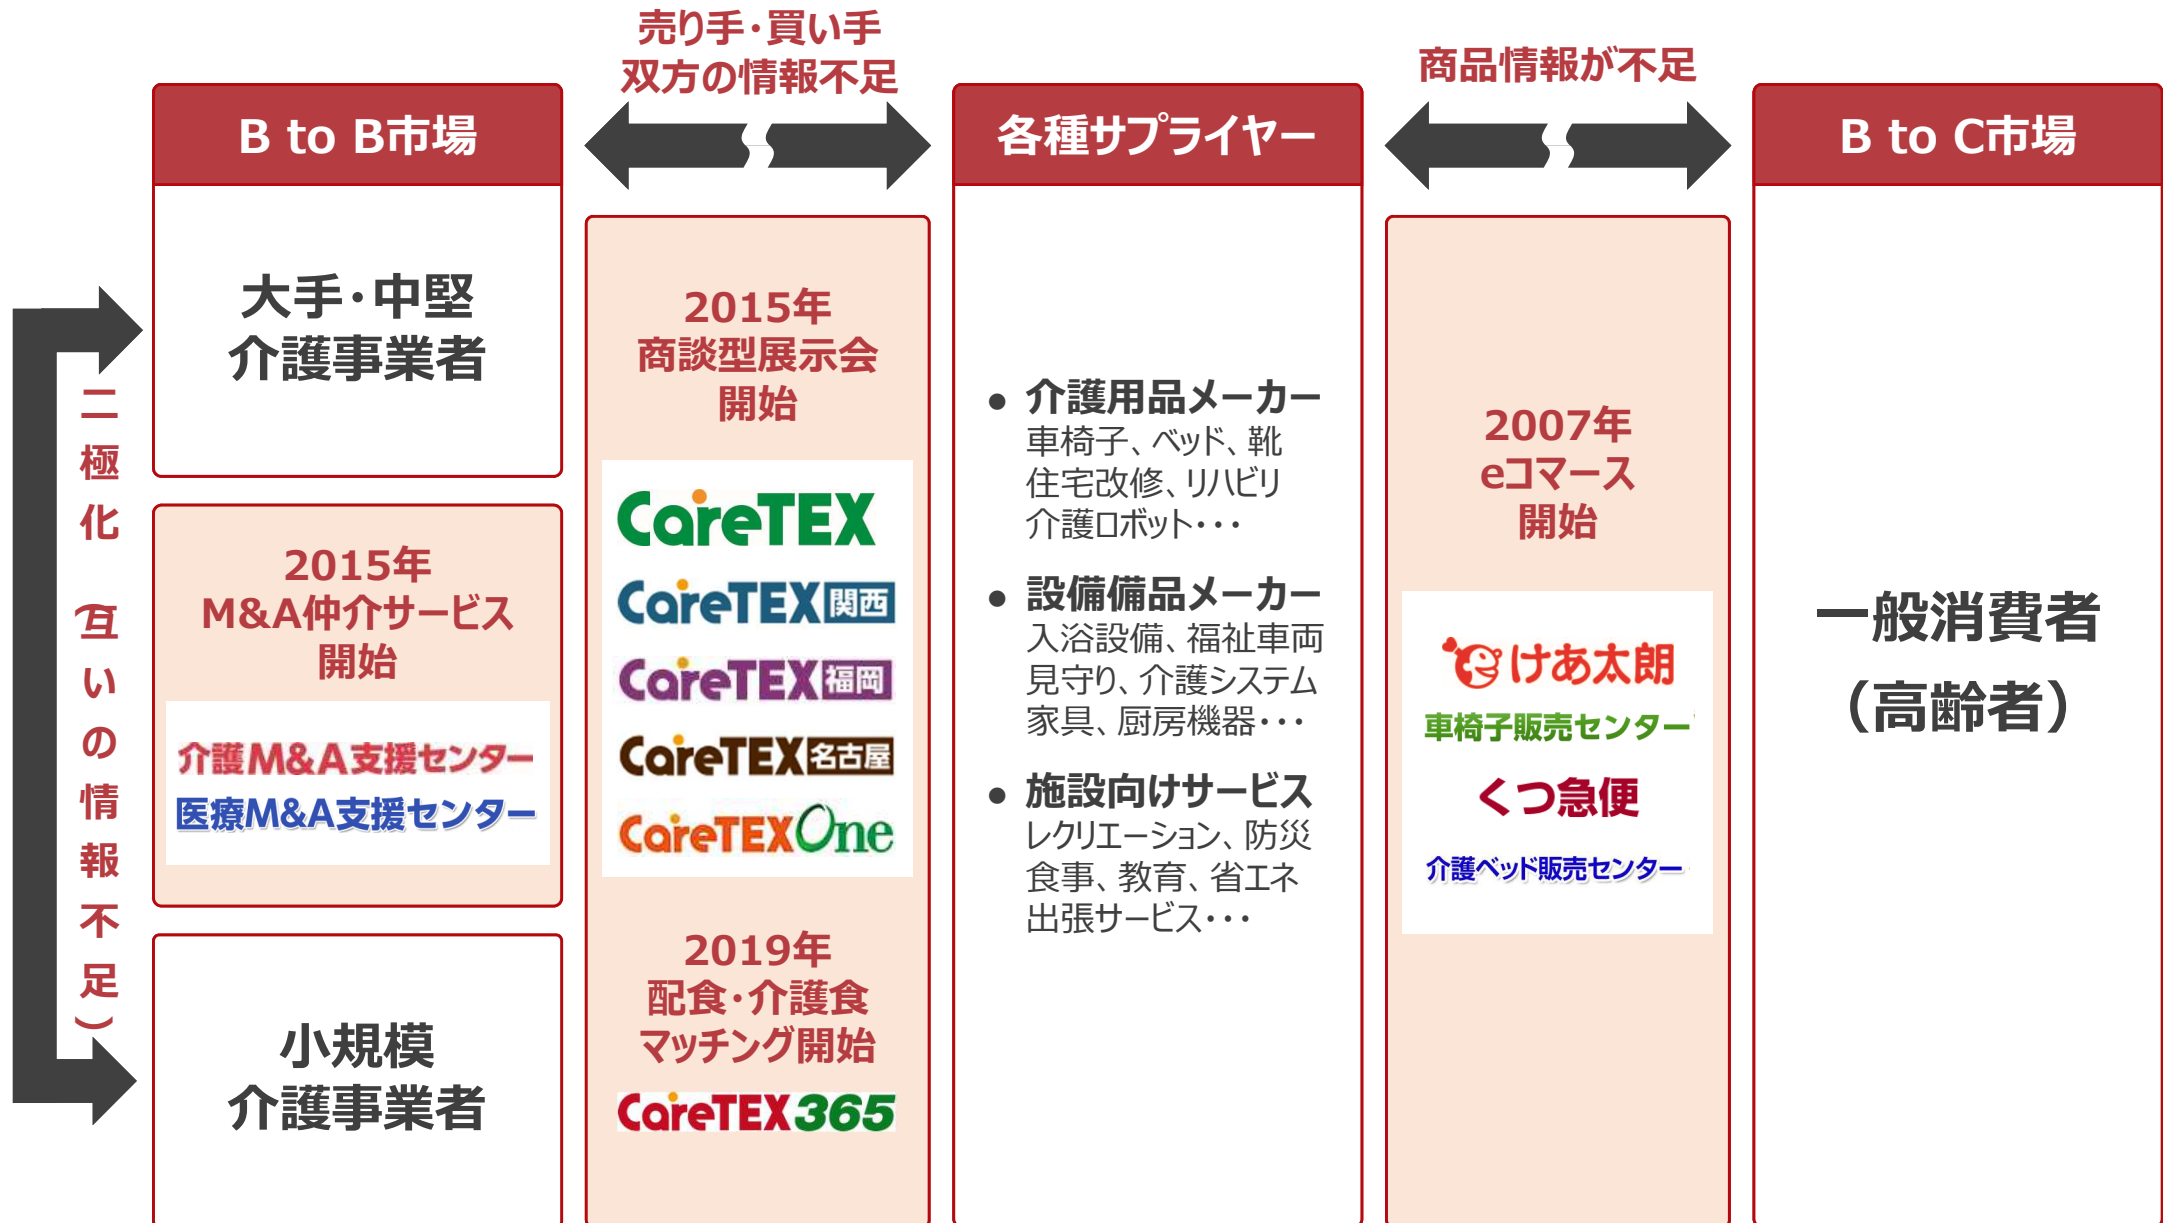 売り手・買い手
双方の情報不足
商品情報が不足
B to B市場
各種サプライヤー
B to C市場
二極化（互いの情報不足）
大手・中堅
介護事業者
2015年
M&A仲介サービス
開始
介護M&A支援センター
医療M&A支援センター
小規模
介護事業者
2015年
商談型展示会
開始
CareTEX
CareTEX関西
CareTEX福岡
CareTEX名古屋
CareTEXOne
2019年
配食・介護食
マッチング開始
CareTEX365
● 介護用品メーカー
車椅子、ベッド、靴
住宅改修、リハビリ
介護ロボット・・・
● 設備備品メーカー
入浴設備、福祉車両
見守り、介護システム
家具、厨房機器・・・
● 施設向けサービス
レクリエーション、防災
食事、教育、省エネ
出張サービス・・・
2007年
eコマース
開始
けあ太朗
車椅子販売センター
くつ急便
介護ベッド販売センター
一般消費者
（高齢者）